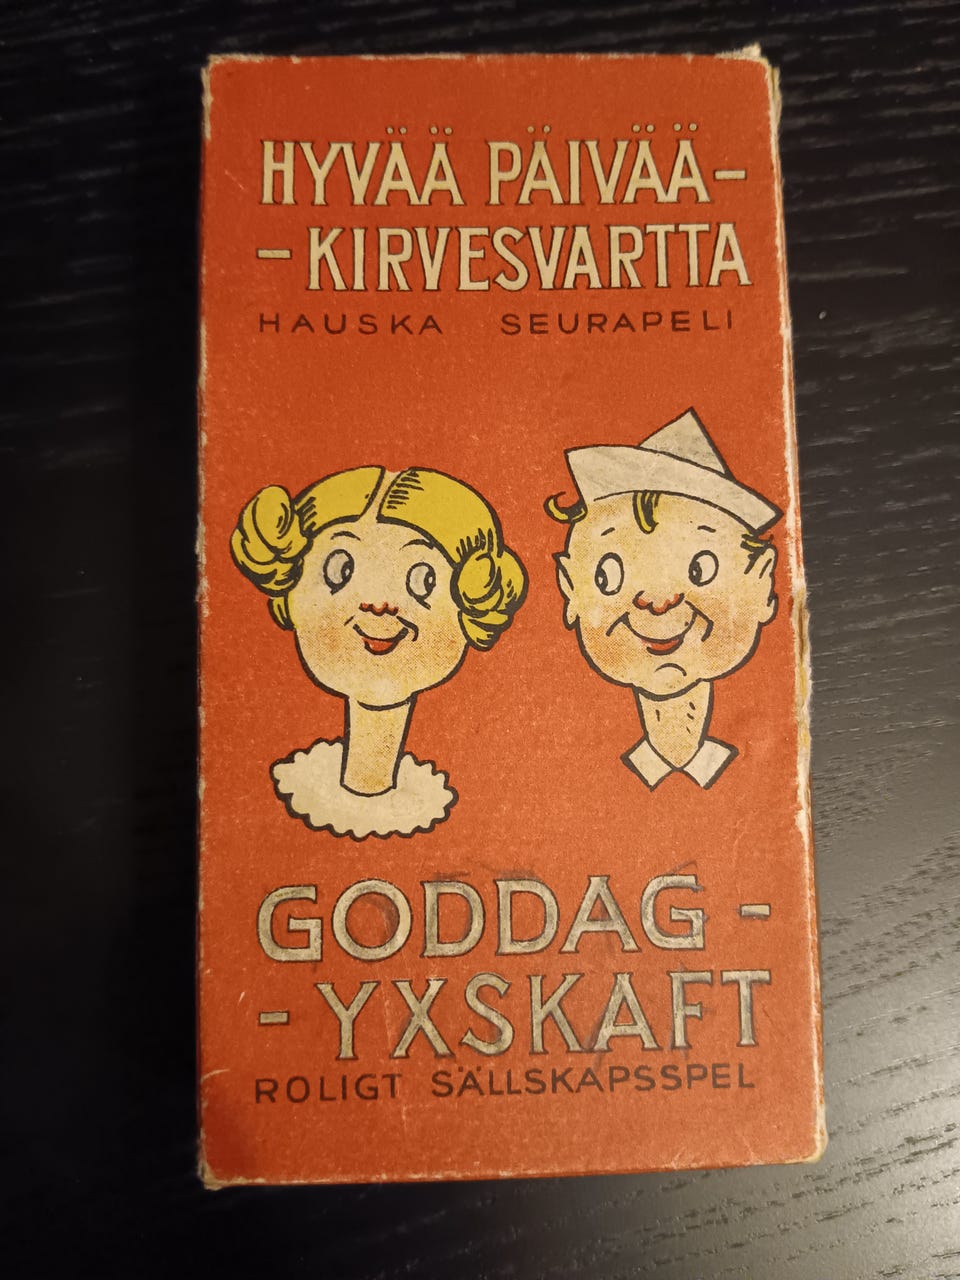 HYVÄÄ PÄIVÄÄ-
- KIRVESVARTTA
HAUSKA SEURAPELI
GODDAG -
- YXSKAFT
ROLIGT SÄLLSKAPSSPEL